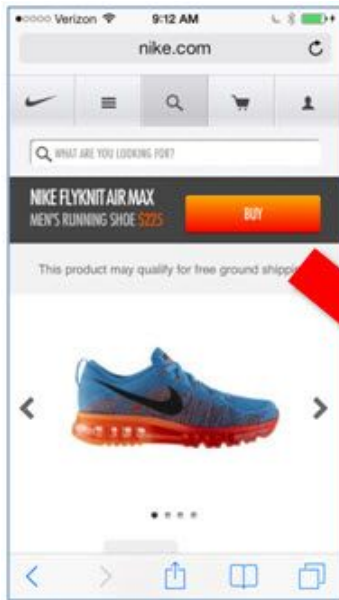 Verizon 9:12 AM
nike.com
WHAT ARE YOU LOOKING FOR?
NIKE FLYKNIT AIR MAX
MEN'S RUNNING SHOE $225
BUY
This product may qualify for free ground